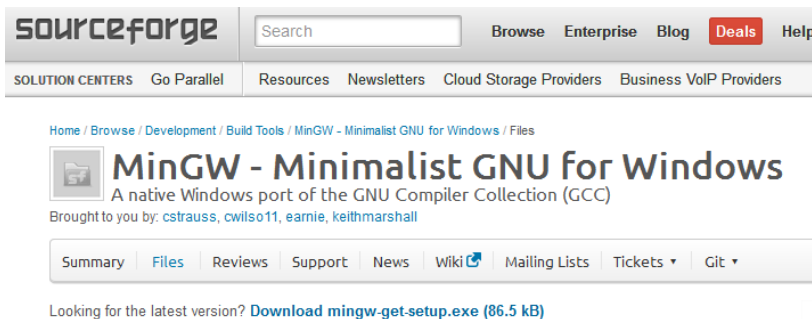 sourceforge Search Browse Enterprise Blog Deals Help
SOLUTION CENTERS Go Parallel Resources Newsletters Cloud Storage Providers Business VoIP Providers
Home / Browse / Development / Build Tools / MinGW - Minimalist GNU for Windows / Files
sf
MinGW - Minimalist GNU for Windows
A native Windows port of the GNU Compiler Collection (GCC)
Brought to you by: cstrauss, cwilso11, earnie, keithmarshall
Summary Files Reviews Support News Wiki Mailing Lists Tickets ▾ Git ▾
Looking for the latest version? Download mingw-get-setup.exe (86.5 kB)